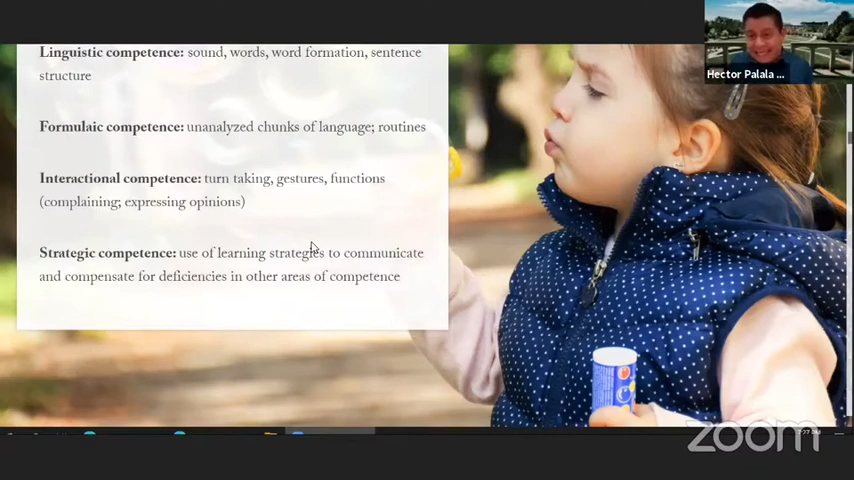 Hector Palala ...
Linguistic competence: sound, words, word formation, sentence
structure
Formulaic competence: unanalyzed chunks of language; routines
Interactional competence: turn taking, gestures, functions
(complaining; expressing opinions)
Strategic competence: use of learning strategies to communicate
and compensate for deficiencies in other areas of competence
zoom